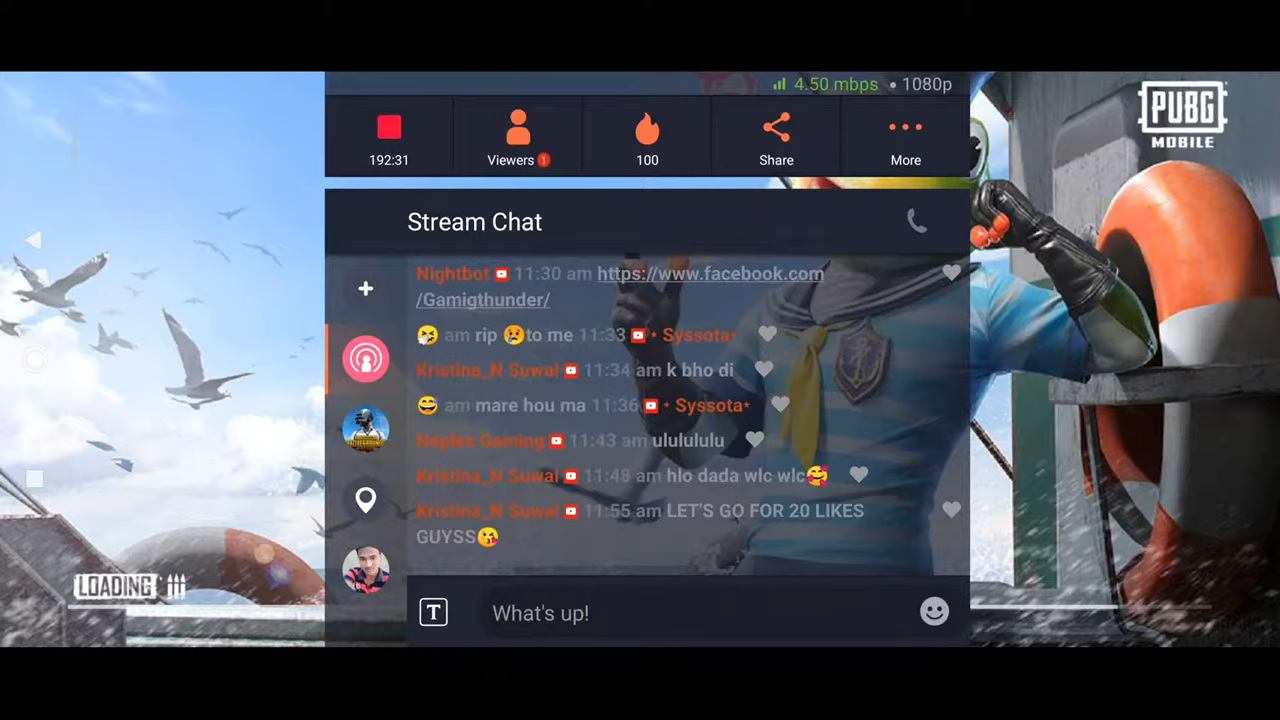 4.50 mbps • 1080p
PUBG
MOBILE
192:31
Viewers 1
100
Share
More
Stream Chat
Nightbot 11:30 am https://www.facebook.com
/Gamigthunder/
🤧 am rip 😢to me 11:33 • Syssota•
Kristina_N Suwal 11:34 am k bho di
😅 am mare hou ma 11:36 • Syssota•
Neplez Gaming 11:43 am ulululululu
Kristina_N Suwal 11:48 am hlo dada wlc wlc🥰
Kristina_N Suwal 11:55 am LET'S GO FOR 20 LIKES
GUYSS😘
LOADING
T What's up!